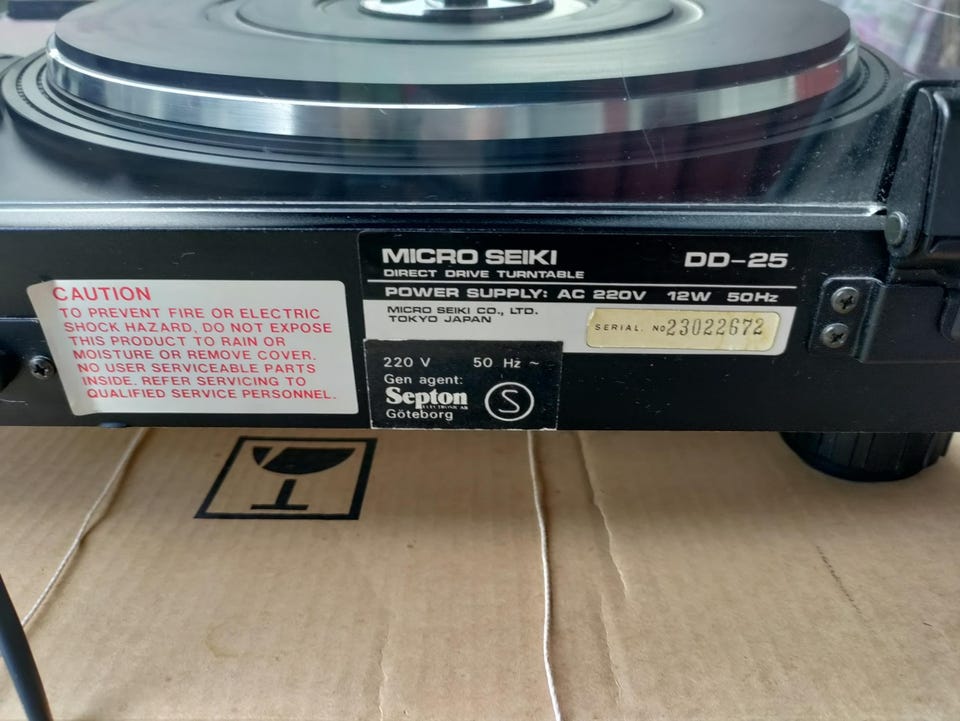 CAUTION
TO PREVENT FIRE OR ELECTRIC
SHOCK HAZARD, DO NOT EXPOSE
THIS PRODUCT TO RAIN OR
MOISTURE OR REMOVE COVER.
NO USER SERVICEABLE PARTS
INSIDE. REFER SERVICING TO
QUALIFIED SERVICE PERSONNEL.
MICRO SEIKI DD-25
DIRECT DRIVE TURNTABLE
POWER SUPPLY: AC 220V 12W 50Hz
MICRO SEIKI CO., LTD.
TOKYO JAPAN
SERIAL. No 23022672
220 V 50 Hz ~
Gen agent:
Septon
ELECTRONIC AB
Göteborg
S